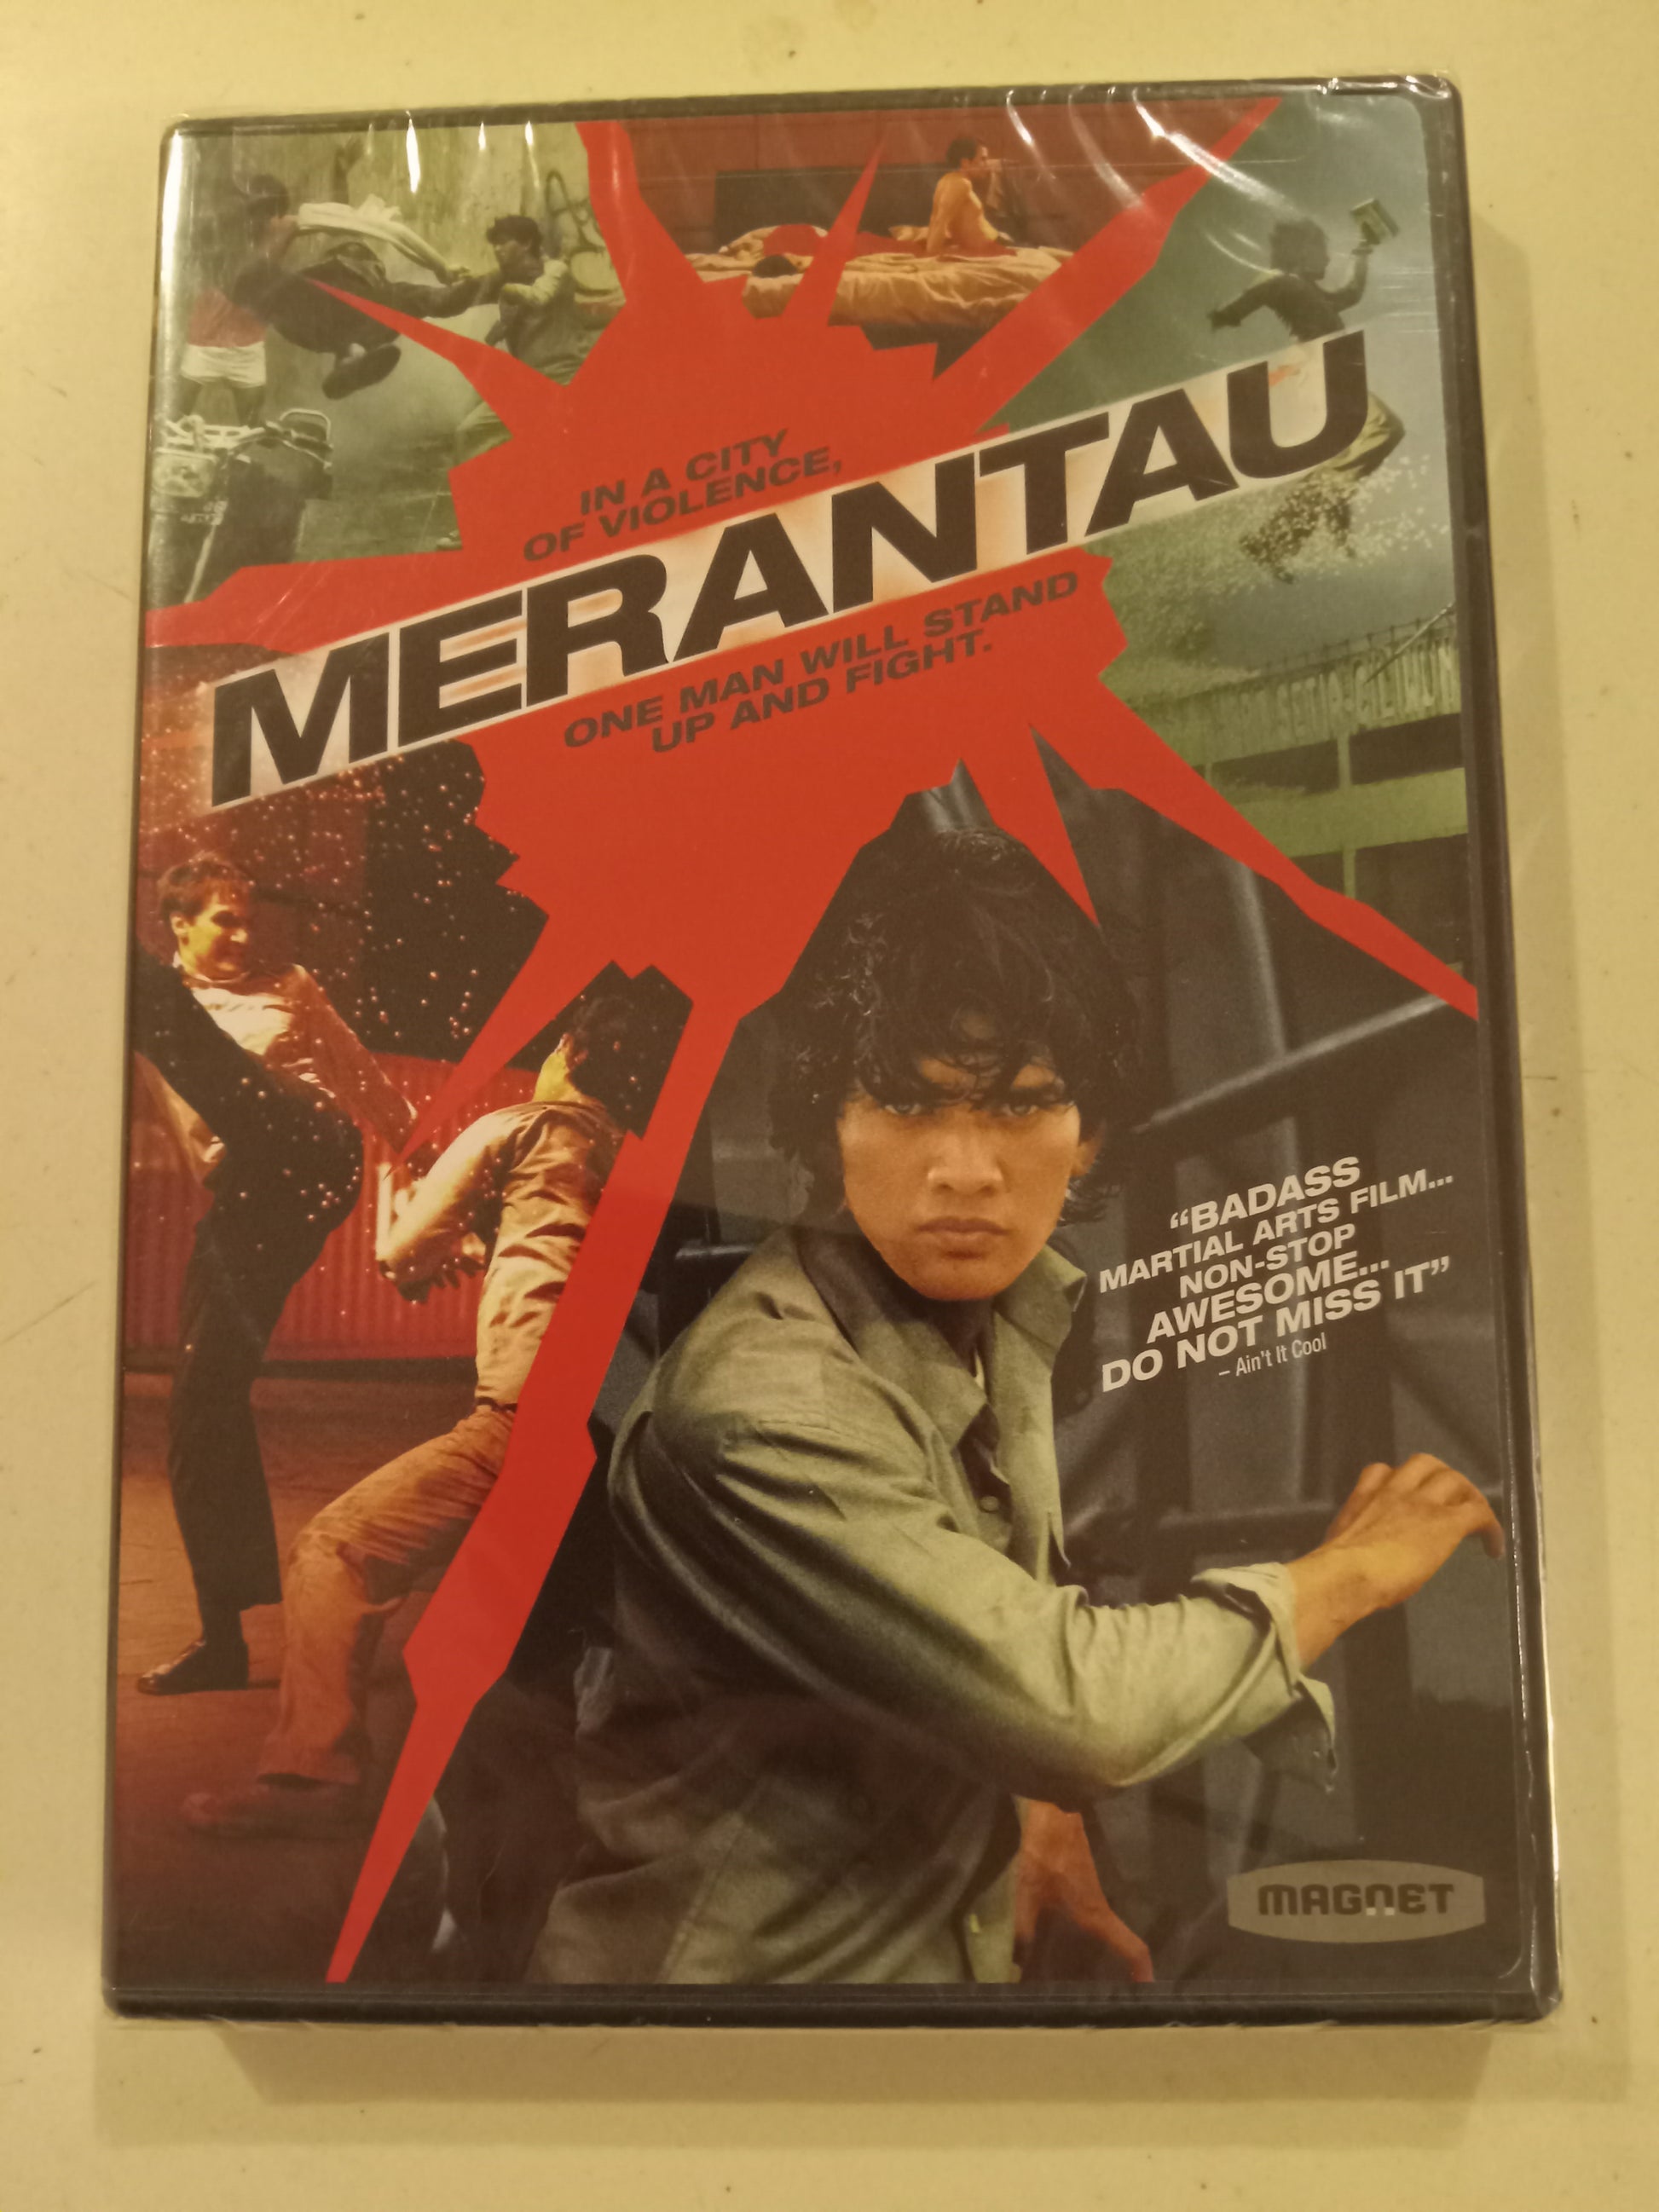 IN A CITY
OF VIOLENCE,
MERANTAU
ONE MAN WILL STAND
UP AND FIGHT.
“BADASS
MARTIAL ARTS FILM...
NON-STOP
AWESOME...
DO NOT MISS IT”
– Ain't It Cool
MAGNET